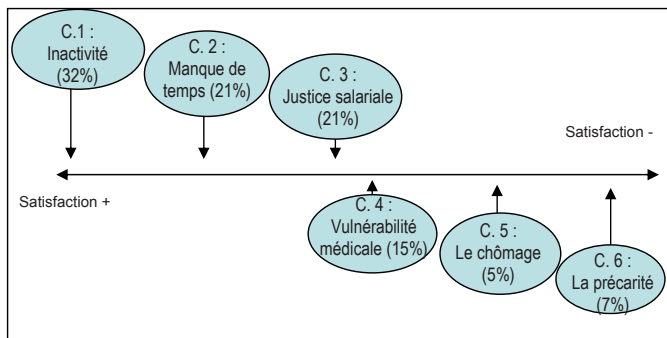 C.1 :
Inactivité
(32%)
C. 2 :
Manque de
temps (21%)
C. 3 :
Justice salariale
(21%)
Satisfaction -
Satisfaction +
C. 4 :
Vulnérabilité
médicale (15%)
C. 5 :
Le chômage
(5%)
C. 6 :
La précarité
(7%)